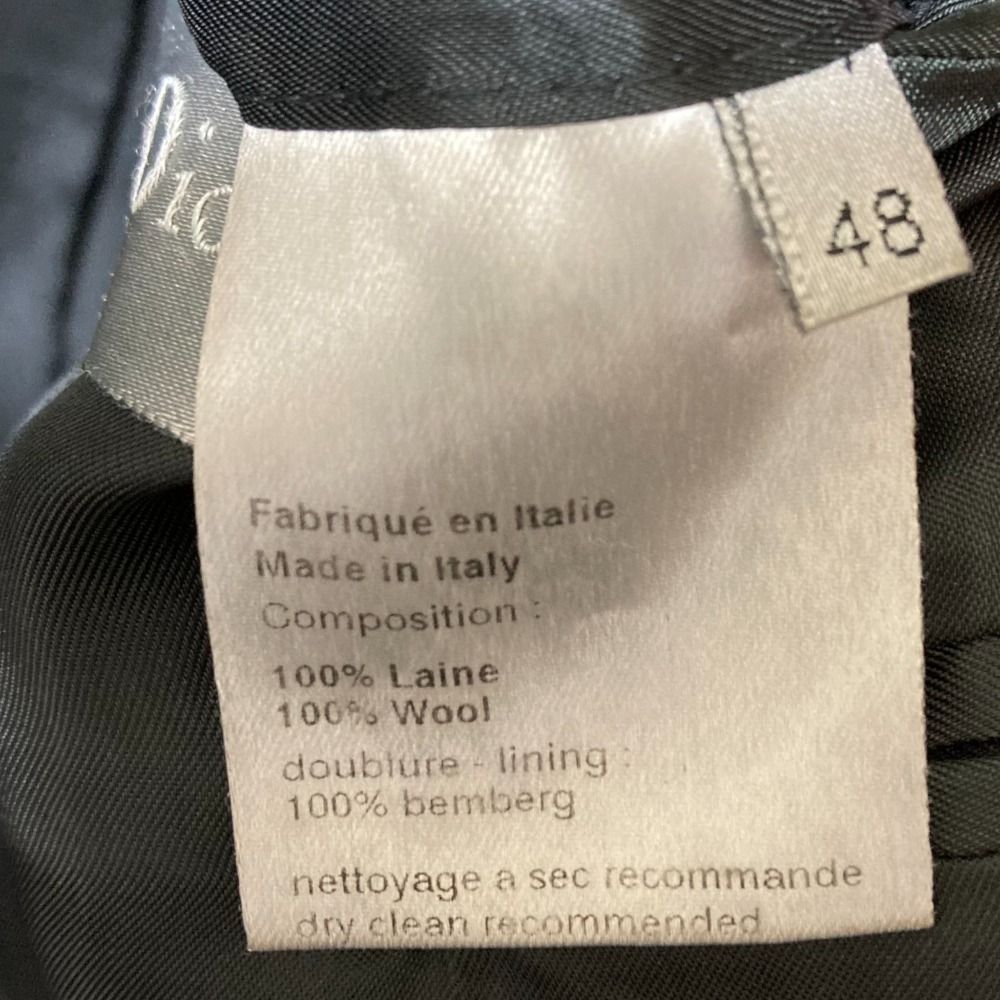 48
Fabriqué en Italie
Made in Italy
Composition :
100% Laine
100% Wool
doublure - lining :
100% bemberg
nettoyage a sec recommande
dry clean recommended